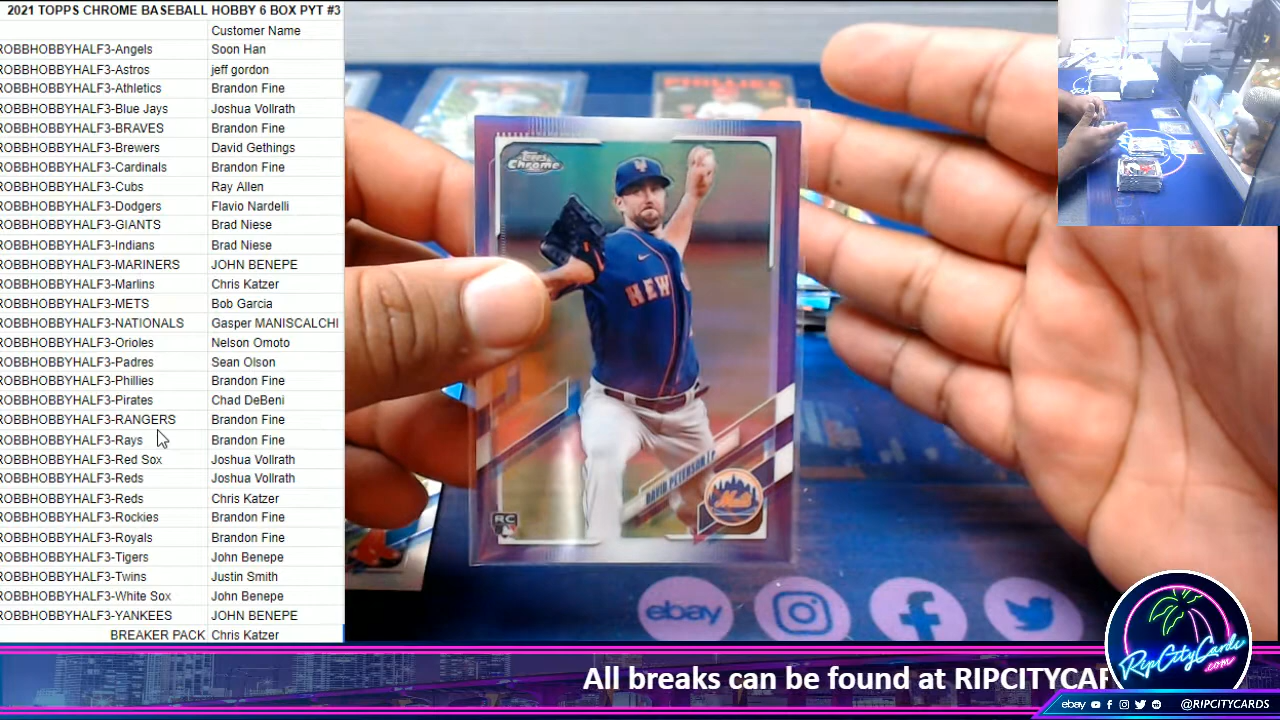 2021 TOPPS CHROME BASEBALL HOBBY 6 BOX PYT #3
Customer Name
ROBBHOBBYHALF3-Angels Soon Han
ROBBHOBBYHALF3-Astros jeff gordon
ROBBHOBBYHALF3-Athletics Brandon Fine
ROBBHOBBYHALF3-Blue Jays Joshua Vollrath
ROBBHOBBYHALF3-BRAVES Brandon Fine
ROBBHOBBYHALF3-Brewers David Gethings
ROBBHOBBYHALF3-Cardinals Brandon Fine
ROBBHOBBYHALF3-Cubs Ray Allen
ROBBHOBBYHALF3-Dodgers Flavio Nardelli
ROBBHOBBYHALF3-GIANTS Brad Niese
ROBBHOBBYHALF3-Indians Brad Niese
ROBBHOBBYHALF3-MARINERS JOHN BENEPE
ROBBHOBBYHALF3-Marlins Chris Katzer
ROBBHOBBYHALF3-METS Bob Garcia
ROBBHOBBYHALF3-NATIONALS Gasper MANISCALCHI
ROBBHOBBYHALF3-Orioles Nelson Omoto
ROBBHOBBYHALF3-Padres Sean Olson
ROBBHOBBYHALF3-Phillies Brandon Fine
ROBBHOBBYHALF3-Pirates Chad DeBeni
ROBBHOBBYHALF3-RANGERS Brandon Fine
ROBBHOBBYHALF3-Rays Brandon Fine
ROBBHOBBYHALF3-Red Sox Joshua Vollrath
ROBBHOBBYHALF3-Reds Joshua Vollrath
ROBBHOBBYHALF3-Reds Chris Katzer
ROBBHOBBYHALF3-Rockies Brandon Fine
ROBBHOBBYHALF3-Royals Brandon Fine
ROBBHOBBYHALF3-Tigers John Benepe
ROBBHOBBYHALF3-Twins Justin Smith
ROBBHOBBYHALF3-White Sox John Benepe
ROBBHOBBYHALF3-YANKEES JOHN BENEPE
BREAKER PACK Chris Katzer
PHILLIES
Topps
Chrome
NEW
DAVID PETERSON LP
Mets
RC
ebay
All breaks can be found at RIPCITYCAR
RipCityCards
.com
ebay @RIPCITYCARDS